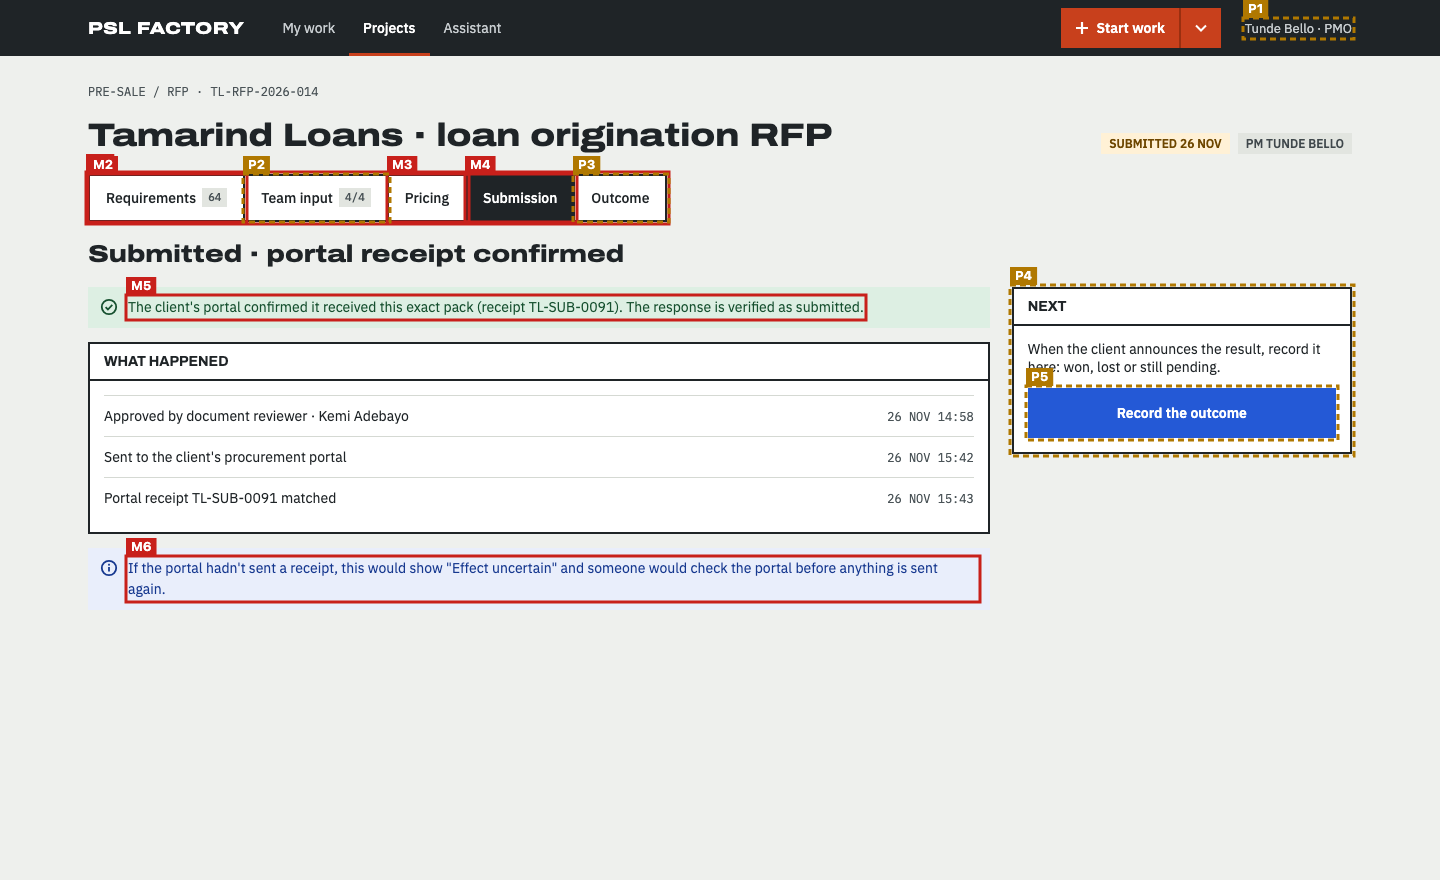 PSL FACTORY
My work
Projects
Assistant
Start work
P1
Tunde Bello · PMO
PRE-SALE / RFP · TL-RFP-2026-014
Tamarind Loans · loan origination RFP
SUBMITTED 26 NOV
PM TUNDE BELLO
M2
P2
M3
M4
P3
Requirements 64
Team input 4/4
Pricing
Submission
Outcome
Submitted · portal receipt confirmed
M5
The client's portal confirmed it received this exact pack (receipt TL-SUB-0091). The response is verified as submitted.
WHAT HAPPENED
Approved by document reviewer · Kemi Adebayo 26 NOV 14:58
Sent to the client's procurement portal 26 NOV 15:42
Portal receipt TL-SUB-0091 matched 26 NOV 15:43
M6
If the portal hadn't sent a receipt, this would show "Effect uncertain" and someone would check the portal before anything is sent
again.
P4
NEXT
When the client announces the result, record it
here: won, lost or still pending.
P5
Record the outcome